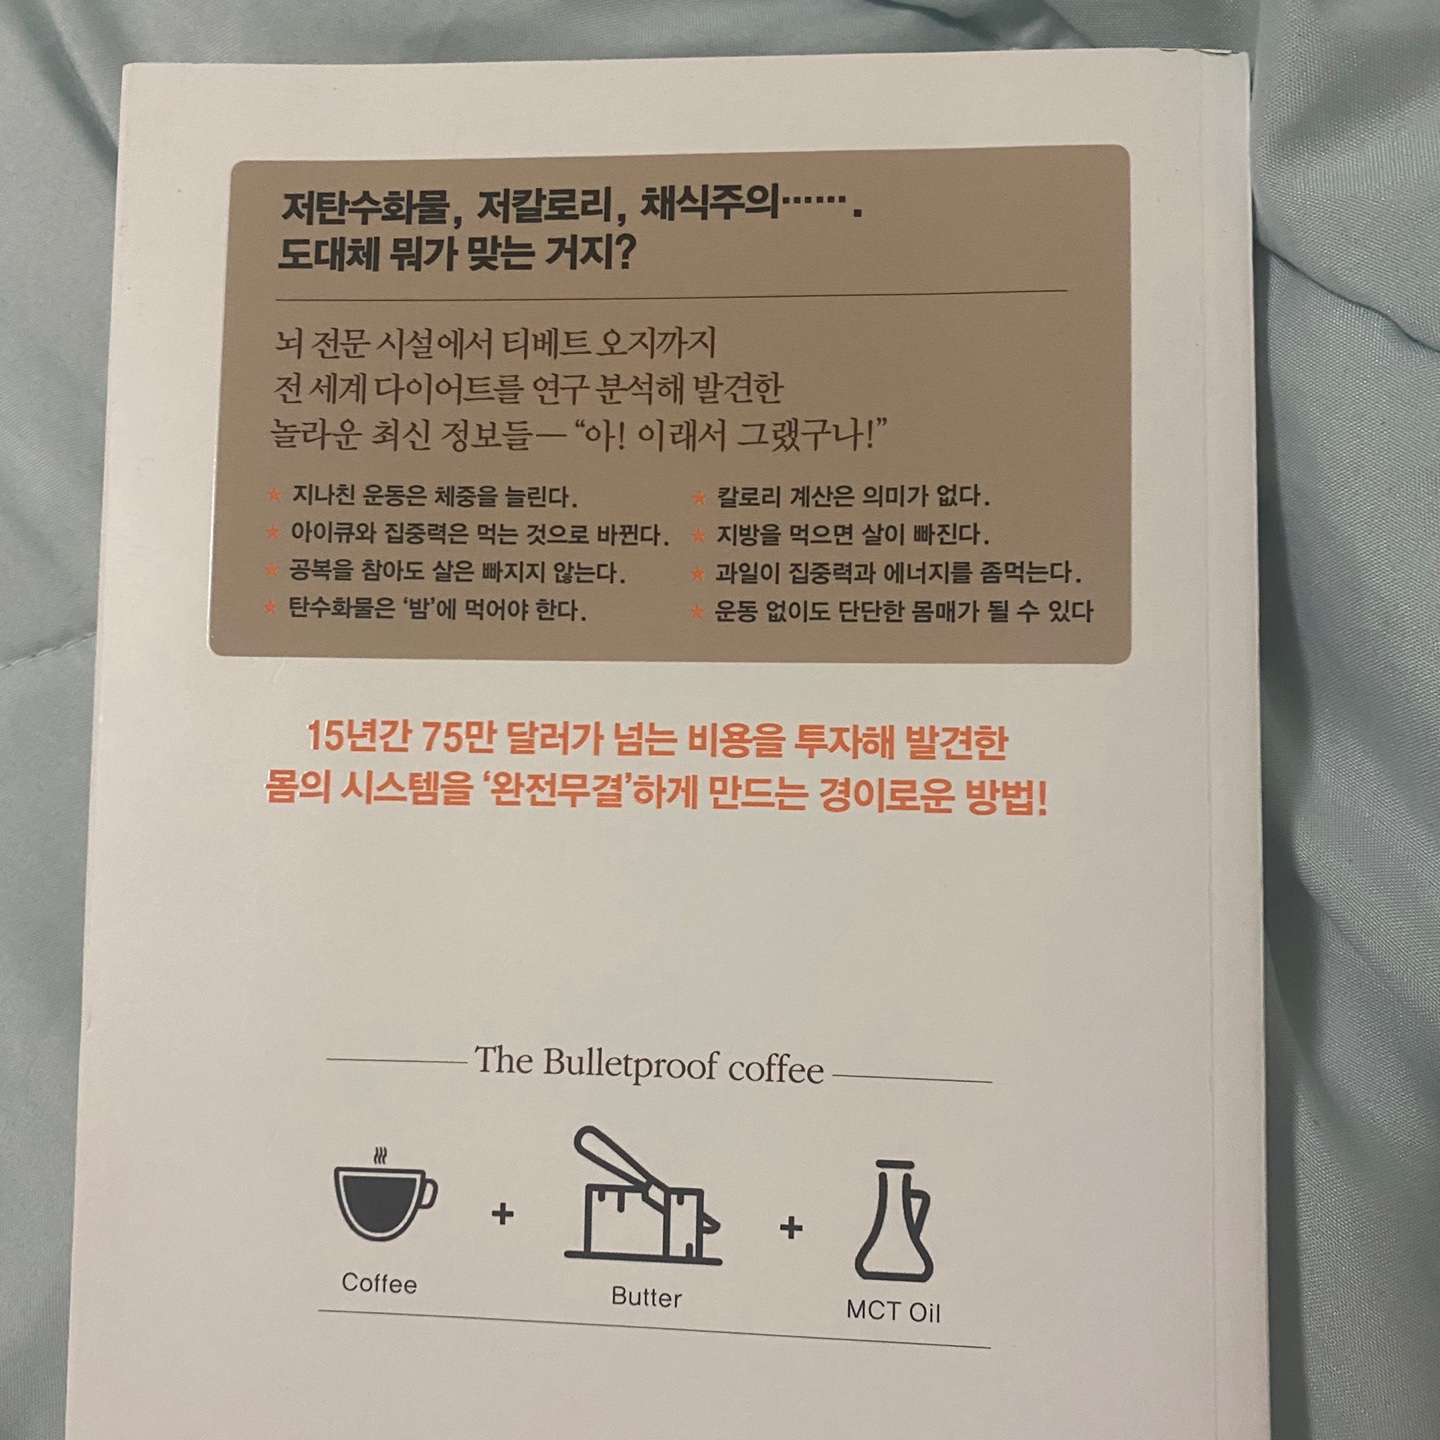 저탄수화물, 저칼로리, 채식주의…….
도대체 뭐가 맞는 거지?
뇌 전문 시설에서 티베트 오지까지
전 세계 다이어트를 연구 분석해 발견한
놀라운 최신 정보들— “아! 이래서 그랬구나!”
★ 지나친 운동은 체중을 늘린다.
★ 아이큐와 집중력은 먹는 것으로 바뀐다.
★ 공복을 참아도 살은 빠지지 않는다.
★ 탄수화물은 ‘밤’에 먹어야 한다.
★ 칼로리 계산은 의미가 없다.
★ 지방을 먹으면 살이 빠진다.
★ 과일이 집중력과 에너지를 좀먹는다.
★ 운동 없이도 단단한 몸매가 될 수 있다
15년간 75만 달러가 넘는 비용을 투자해 발견한
몸의 시스템을 ‘완전무결’하게 만드는 경이로운 방법!
The Bulletproof coffee
+ +
Coffee Butter MCT Oil